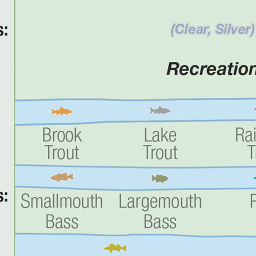 s:
(Clear, Silver)
Recreation
Brook Lake Rai
Trout Trout T
s:
Smallmouth Largemouth
Bass Bass